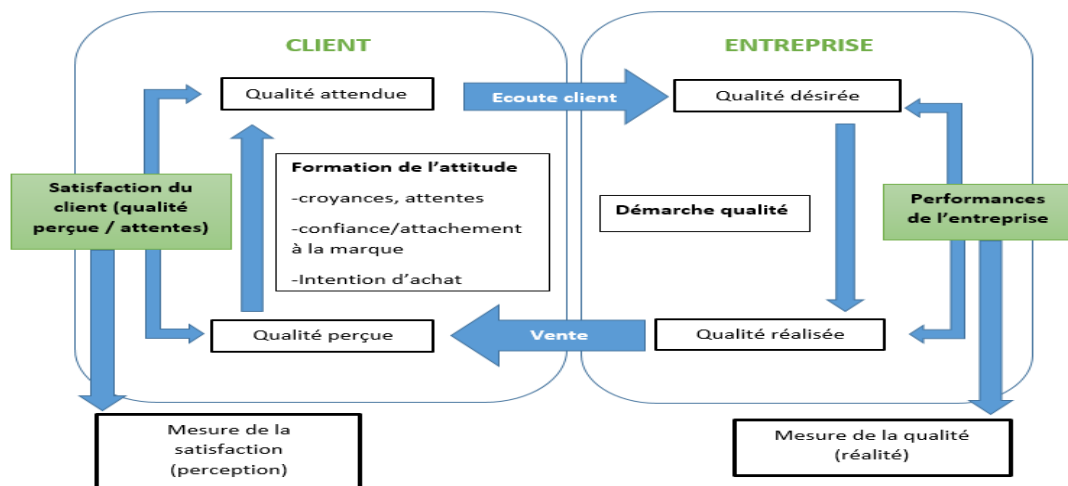 CLIENT
ENTREPRISE
Qualité attendue
Ecoute client
Qualité désirée
Formation de l’attitude
-croyances, attentes
-confiance/attachement
à la marque
-Intention d’achat
Satisfaction du
client (qualité
perçue / attentes)
Démarche qualité
Performances
de l’entreprise
Qualité perçue
Vente
Qualité réalisée
Mesure de la
satisfaction
(perception)
Mesure de la qualité
(réalité)